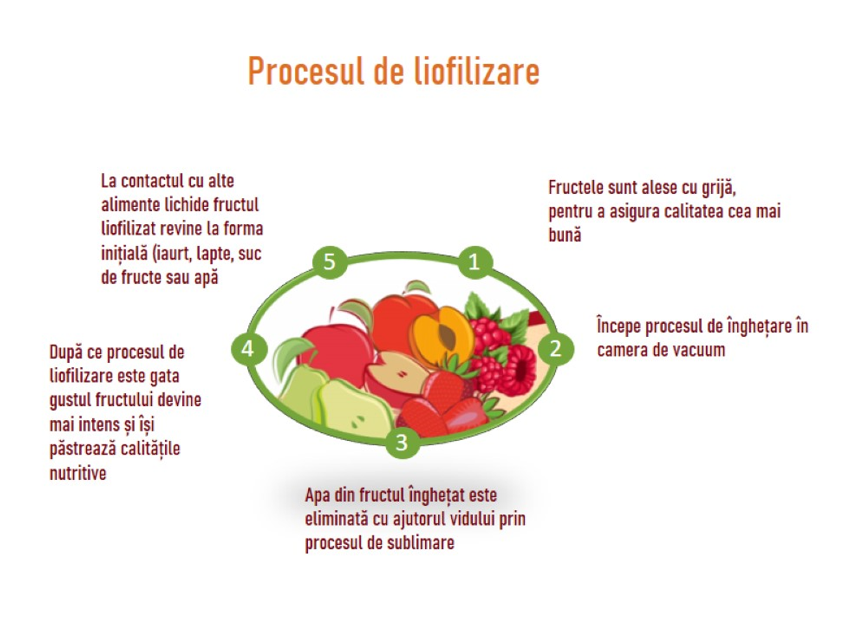 Procesul de liofilizare
La contactul cu alte
alimente lichide fructul
liofilizat revine la forma
inițială (iaurt, lapte, suc
de fructe sau apă
Fructele sunt alese cu grijă,
pentru a asigura calitatea cea mai
bună
5
1
Începe procesul de înghețare în
camera de vacuum
4
2
După ce procesul de
liofilizare este gata
gustul fructului devine
mai intens și își
păstrează calitățile
nutritive
3
Apa din fructul înghețat este
eliminată cu ajutorul vidului prin
procesul de sublimare